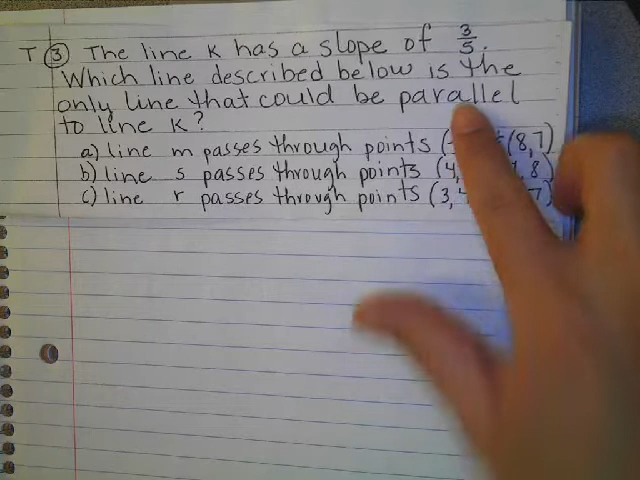 T ③ The line K has a slope of 3/5.
Which line described below is the
only line that could be parallel
to line K?
a) line m passes through points (8,7)
b) line s passes through points (4, 8)
c) line r passes through points (3, 7)